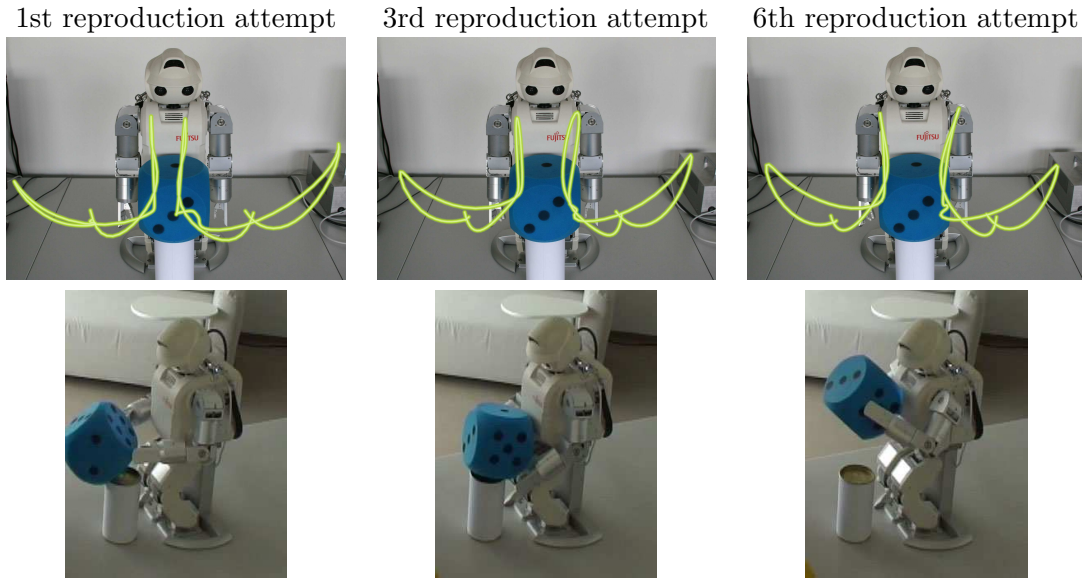 1st reproduction attempt
3rd reproduction attempt
6th reproduction attempt
FUJITSU
FUJITSU
FUJITSU